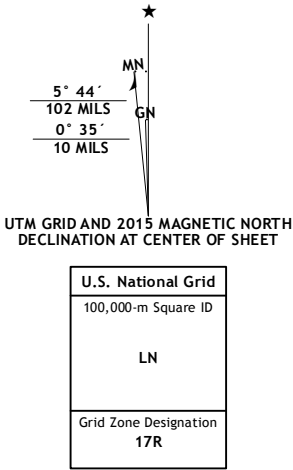 MN
5° 44´
102 MILS
GN
0° 35´
10 MILS
UTM GRID AND 2015 MAGNETIC NORTH
DECLINATION AT CENTER OF SHEET
U.S. National Grid
100,000-m Square ID
LN
Grid Zone Designation
17R